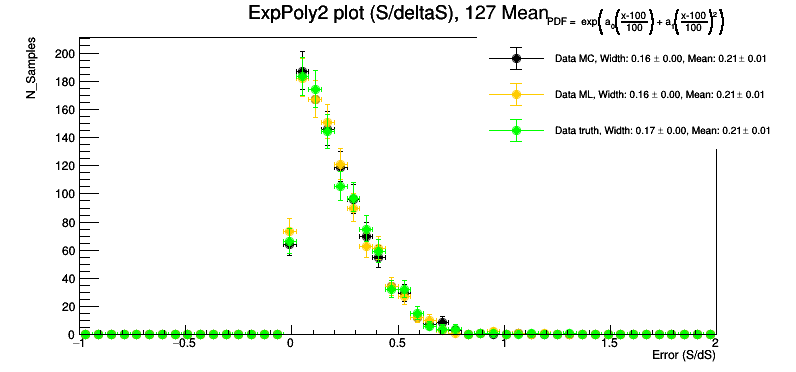 ExpPoly2 plot (S/deltaS), 127 Mean
PDF = exp(a₀(x-100/100) + a₁(x-100/100)²)
N_Samples
Data MC, Width: 0.16 ± 0.00, Mean: 0.21± 0.01
Data ML, Width: 0.16 ± 0.00, Mean: 0.21± 0.01
Data truth, Width: 0.17 ± 0.00, Mean: 0.21± 0.01
200
180
160
140
120
100
80
60
40
20
0
−1 −0.5 0 0.5 1 1.5 2
Error (S/dS)